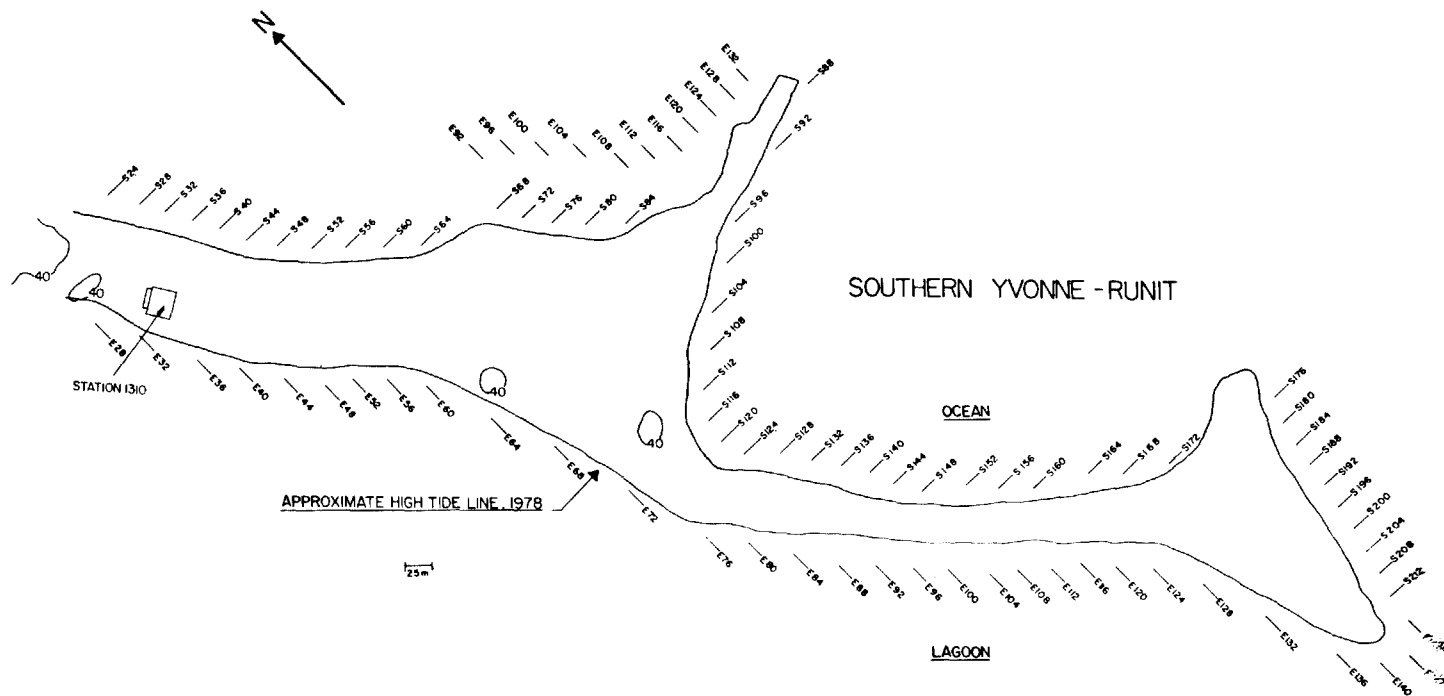 N
E132
E128
E124
E120
E116
E112
E108
E104
E100
E96
E92
S88
S92
S24
S28
S32
S36
S40
S44
S48
S52
S56
S60
S64
S68
S72
S76
S80
S84
S96
S100
S104
S108
S112
S116
S120
S124
S128
S132
S136
S140
S144
S148
S152
S156
S160
S164
S168
S172
S176
S180
S184
S188
S192
S196
S200
S204
S208
S212
40
40
40
40
SOUTHERN YVONNE - RUNIT
STATION 1310
OCEAN
APPROXIMATE HIGH TIDE LINE, 1978
25m
LAGOON
E28
E32
E36
E40
E44
E48
E52
E56
E60
E64
E68
E72
E76
E80
E84
E88
E92
E96
E100
E104
E108
E112
E116
E120
E124
E128
E132
E136
E140